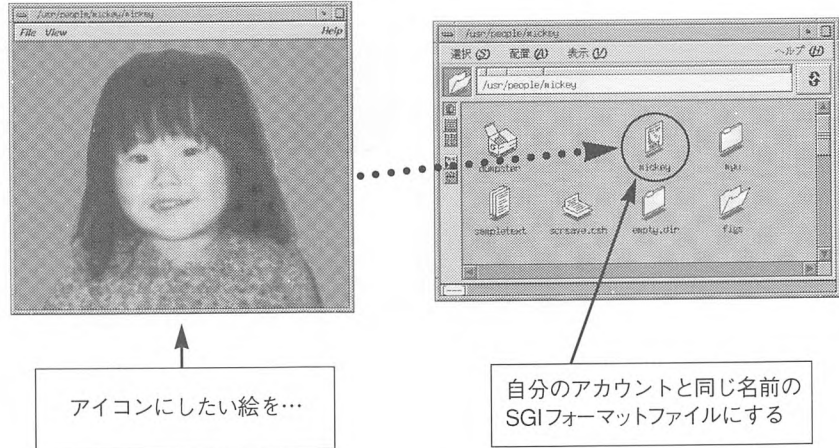 /usr/people/mickey/mickey
File View Help
/usr/people/mickey
選択(S) 配置(A) 表示(V) ヘルプ(H)
/usr/people/mickey
dumpster mickey myu
sampletext scrsave.csh empty.dir figs
アイコンにしたい絵を…
自分のアカウントと同じ名前の
SGIフォーマットファイルにする